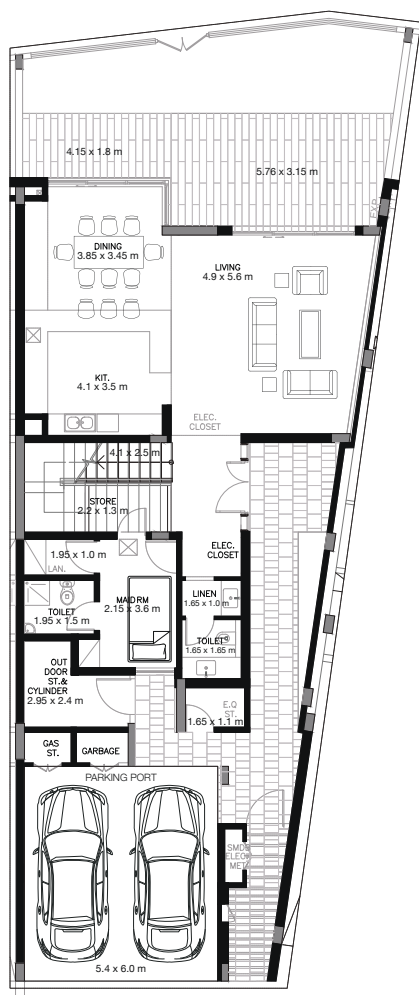 4.15 x 1.8 m
5.76 x 3.15 m
EXP.
DINING
3.85 x 3.45 m
LIVING
4.9 x 5.6 m
KIT.
4.1 x 3.5 m
ELEC.
CLOSET
4.1 x 2.5 m
STORE
2.2 x 1.3 m
ELEC.
CLOSET
1.95 x 1.0 m
LAN.
MAID RM
2.15 x 3.6 m
LINEN
1.65 x 1.0 m
TOILET
1.95 x 1.5 m
TOILET
1.65 x 1.65 m
OUT
DOOR
ST.&
CYLINDER
2.95 x 2.4 m
E.Q
ST.
1.65 x 1.1 m
GAS
ST.
GARBAGE
PARKING PORT
SMDB
ELEC.
MET.
5.4 x 6.0 m